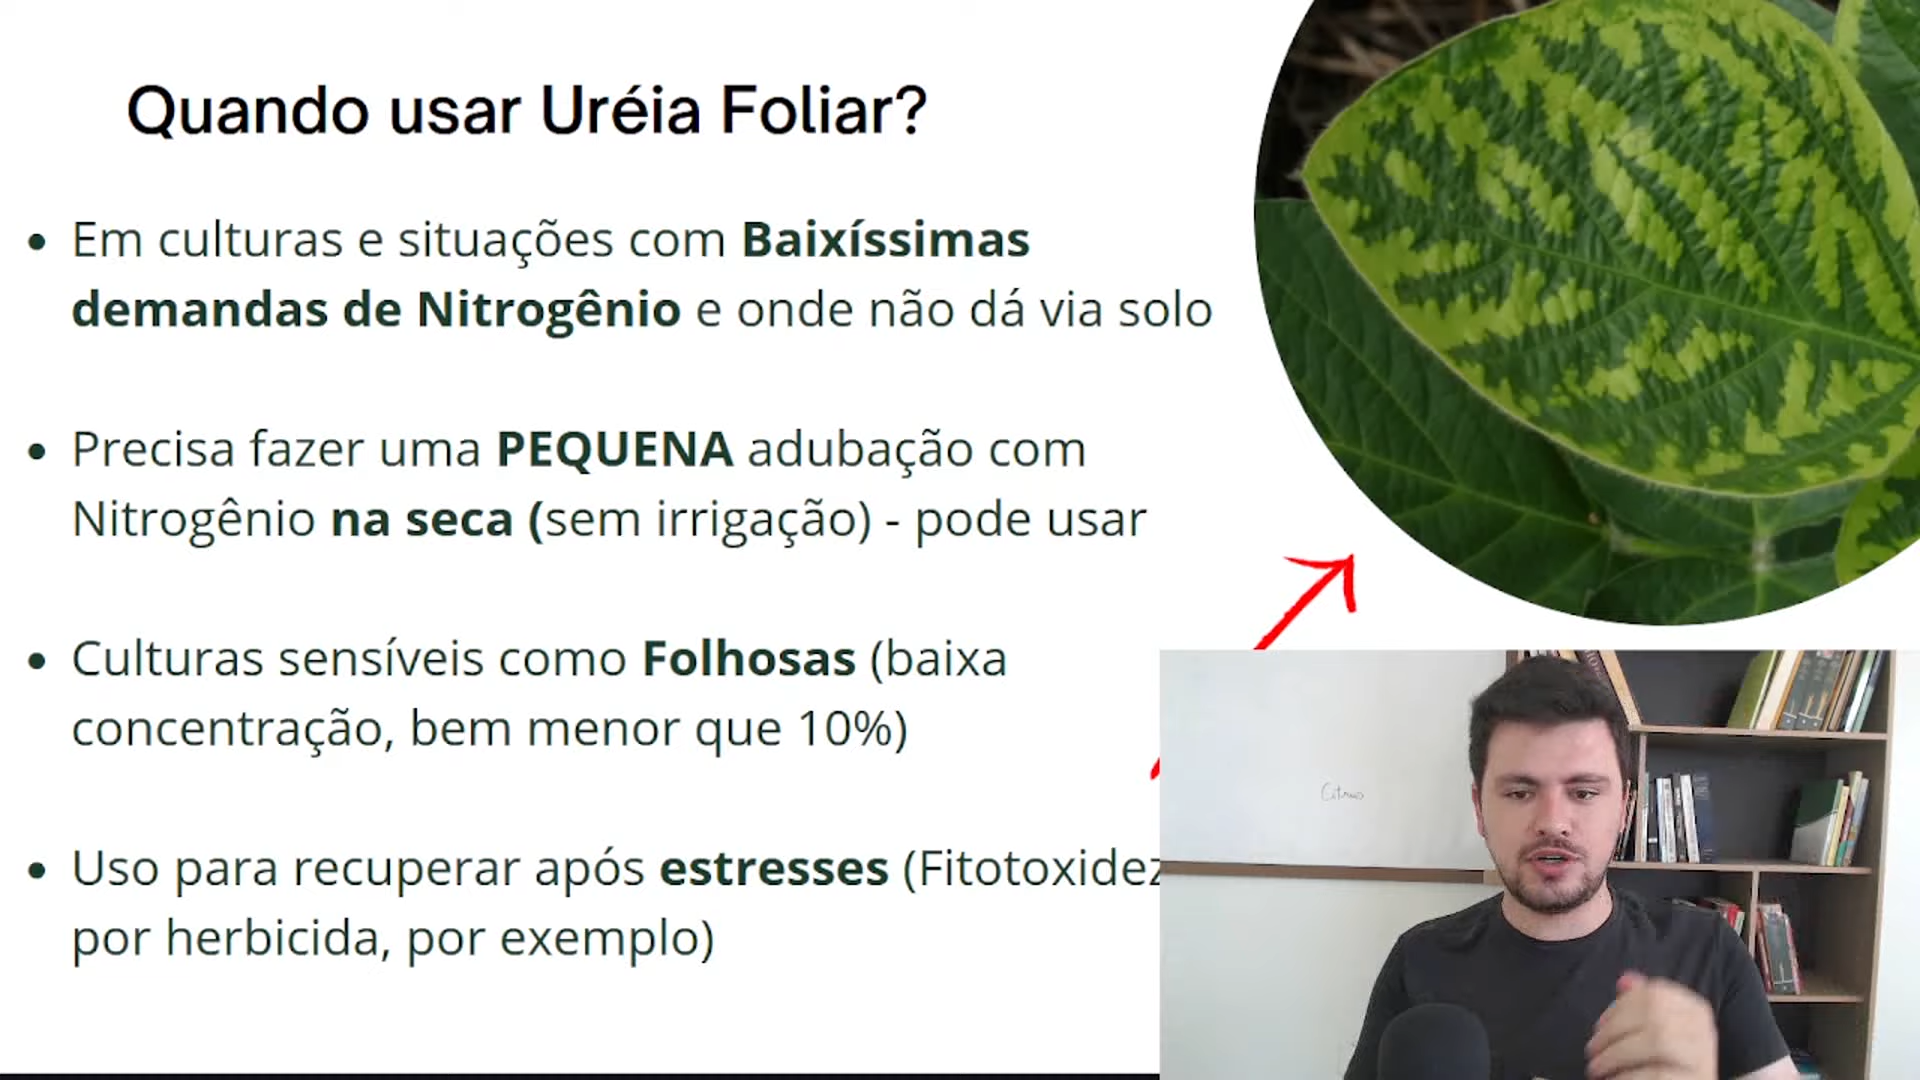 Quando usar Uréia Foliar?
• Em culturas e situações com Baixíssimas
demandas de Nitrogênio e onde não dá via solo
• Precisa fazer uma PEQUENA adubação com
Nitrogênio na seca (sem irrigação) - pode usar
• Culturas sensíveis como Folhosas (baixa
concentração, bem menor que 10%)
• Uso para recuperar após estresses (Fitotoxidez
por herbicida, por exemplo)
Citrus